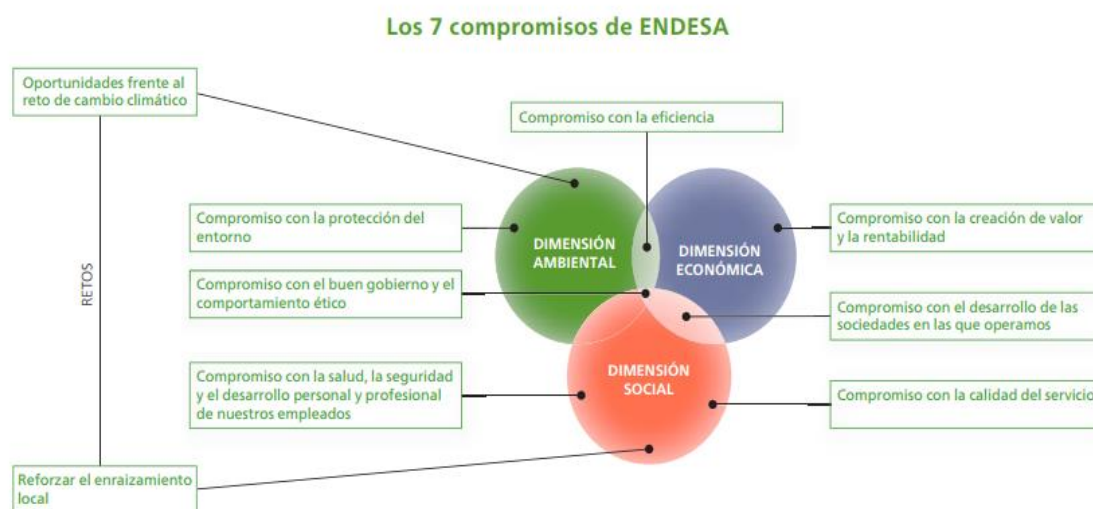 Los 7 compromisos de ENDESA
Oportunidades frente al
reto de cambio climático
Compromiso con la eficiencia
Compromiso con la protección del
entorno
DIMENSIÓN
AMBIENTAL
DIMENSIÓN
ECONÓMICA
Compromiso con la creación de valor
y la rentabilidad
RETOS
Compromiso con el buen gobierno y el
comportamiento ético
Compromiso con el desarrollo de las
sociedades en las que operamos
Compromiso con la salud, la seguridad
y el desarrollo personal y profesional
de nuestros empleados
DIMENSIÓN
SOCIAL
Compromiso con la calidad del servicio
Reforzar el enraizamiento
local